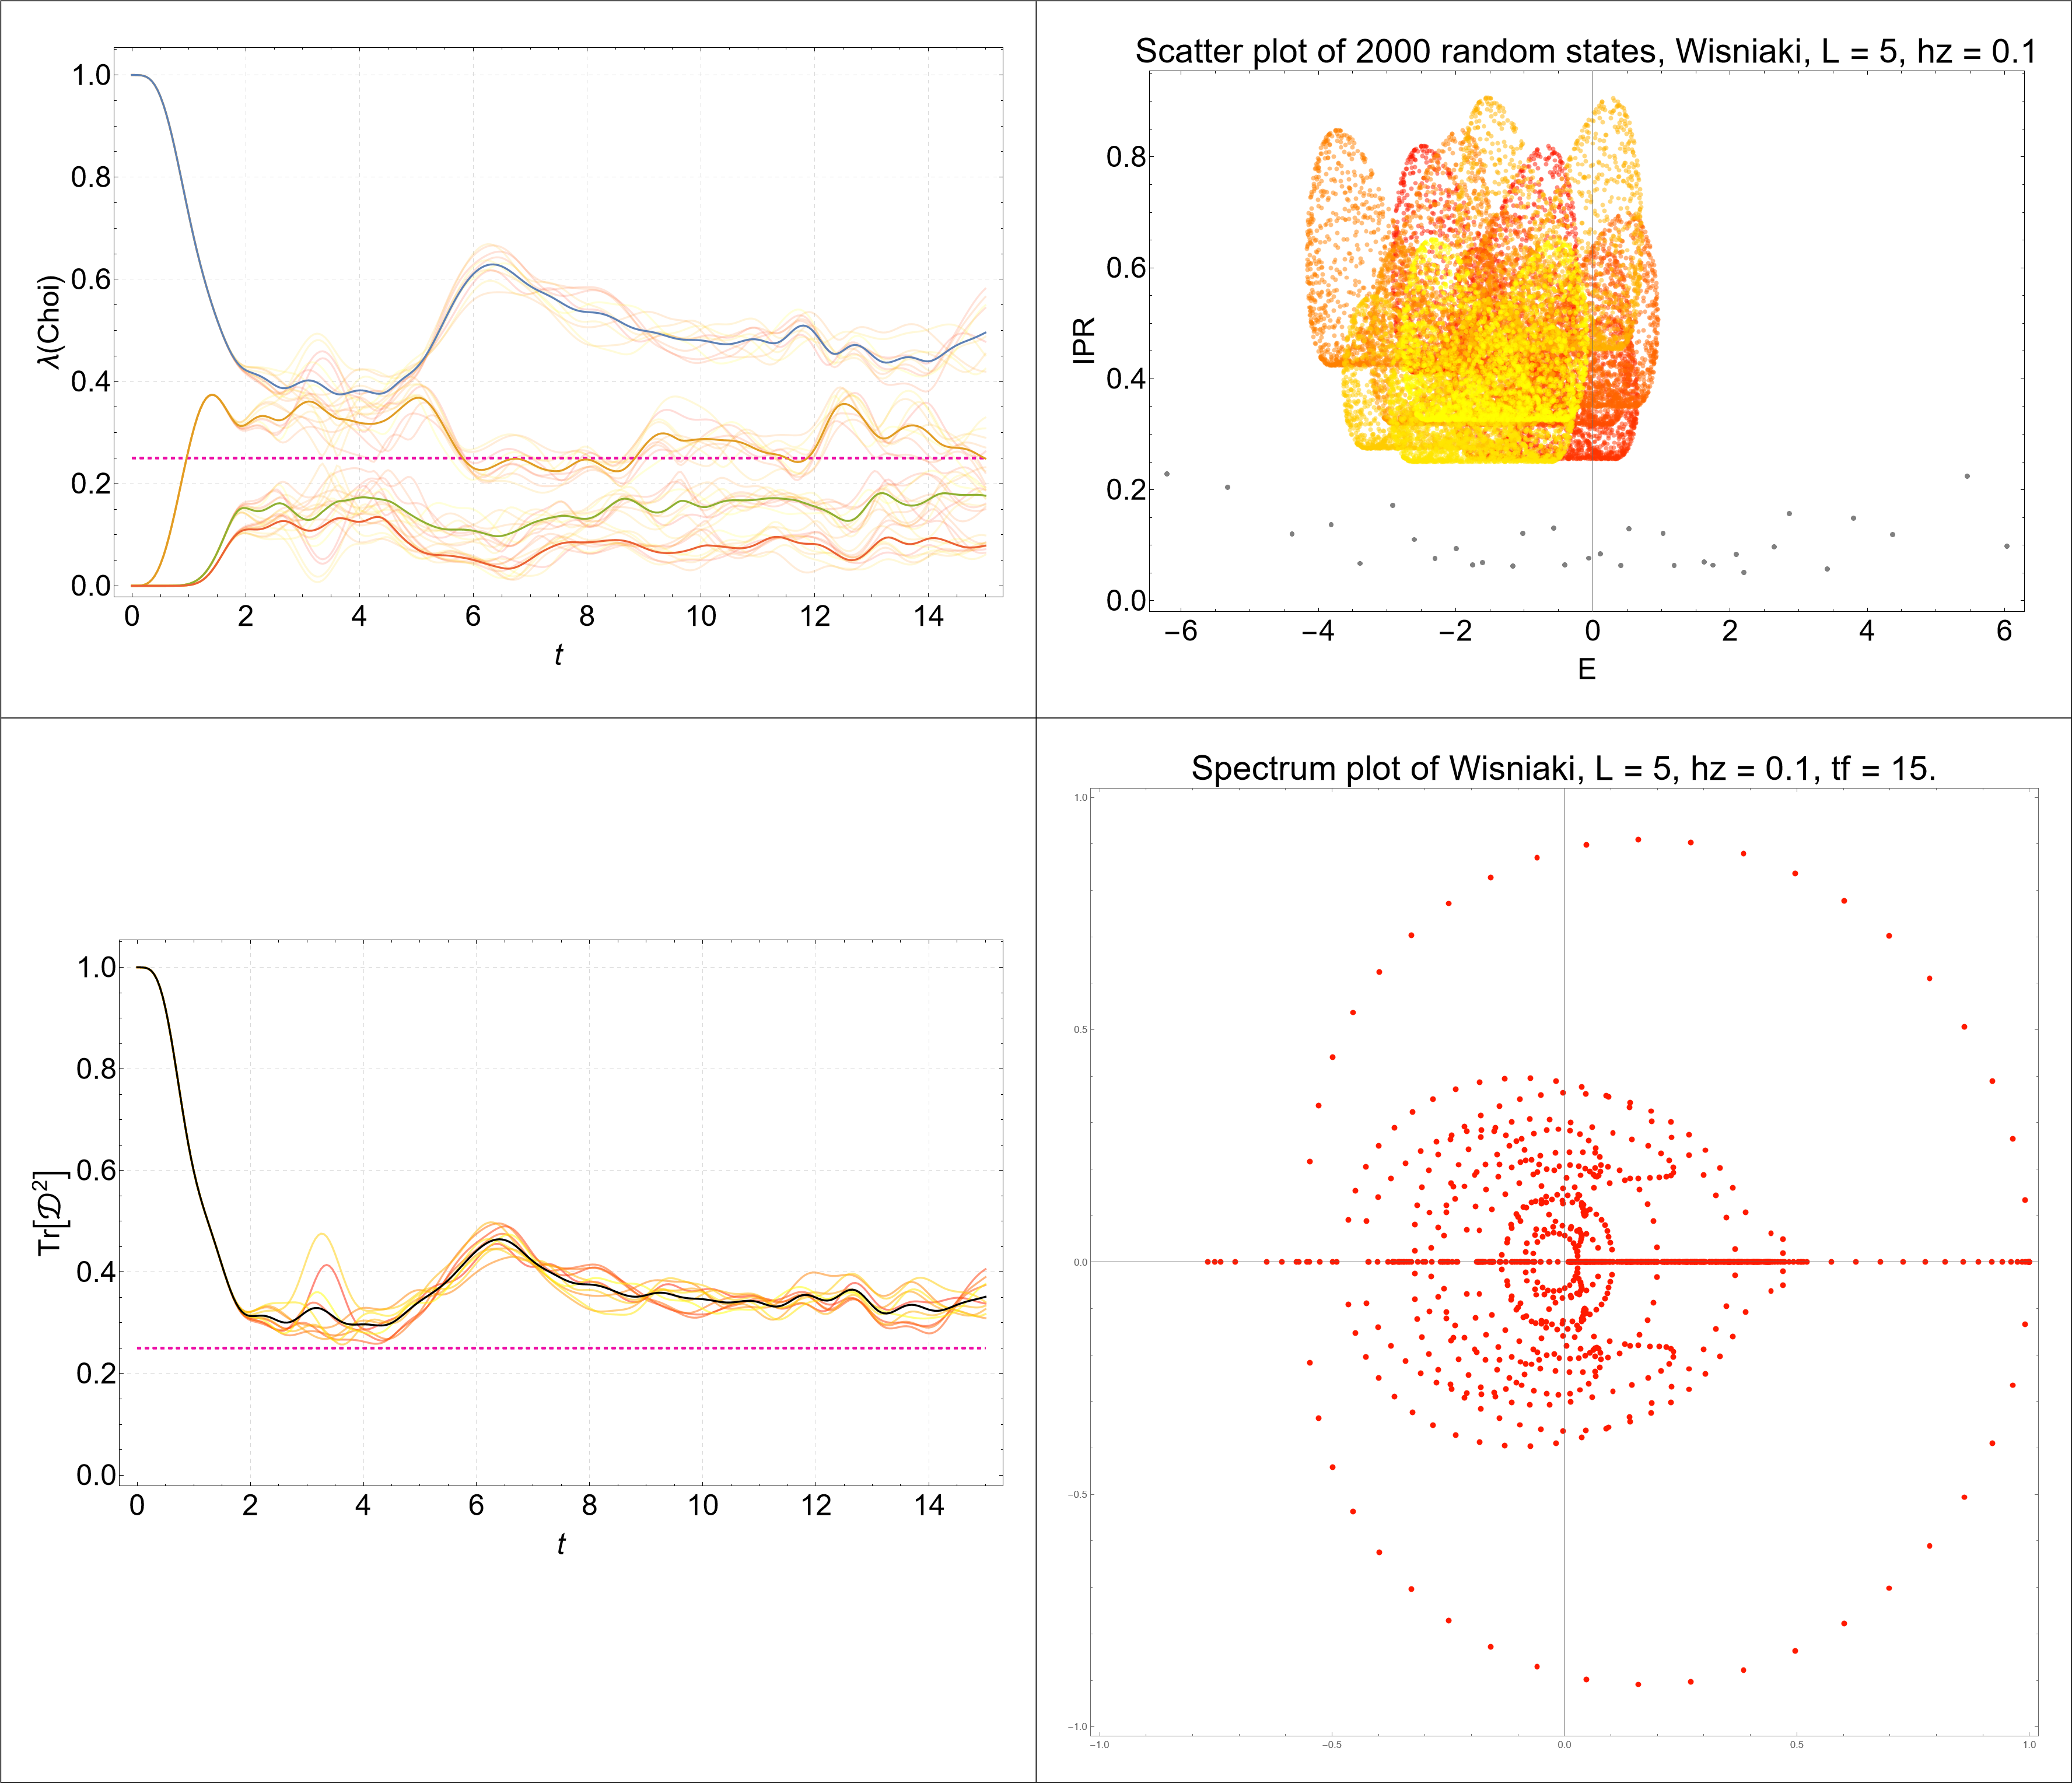 1.0
0.8
0.6
0.4
0.2
0.0
λ(Choi)
0 2 4 6 8 10 12 14
t
Scatter plot of 2000 random states, Wisniaki, L = 5, hz = 0.1
0.8
0.6
0.4
0.2
0.0
IPR
−6 −4 −2 0 2 4 6
E
1.0
0.8
0.6
0.4
0.2
0.0
Tr[𝒟²]
0 2 4 6 8 10 12 14
t
Spectrum plot of Wisniaki, L = 5, hz = 0.1, tf = 15.
1.0
0.5
0.0
−0.5
−1.0
−1.0 −0.5 0.0 0.5 1.0